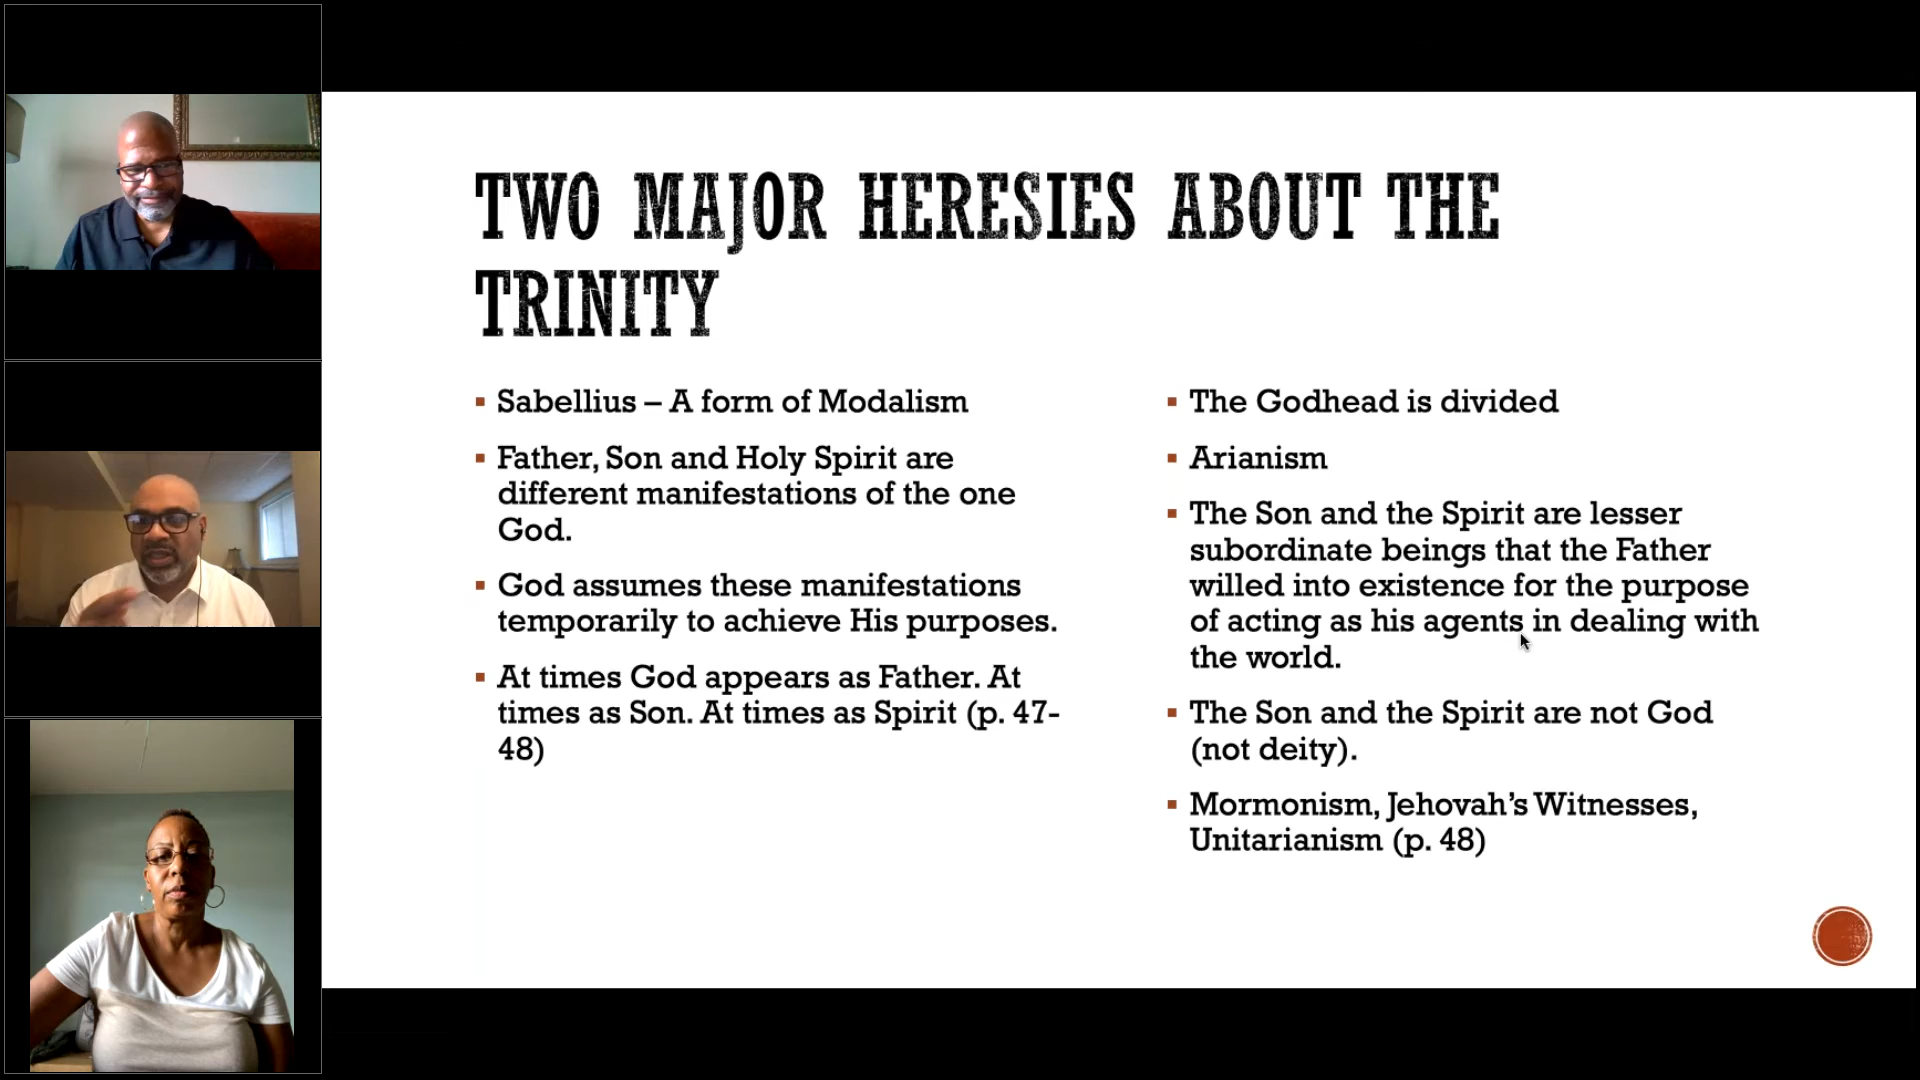 TWO MAJOR HERESIES ABOUT THE
TRINITY
▪ Sabellius – A form of Modalism
▪ Father, Son and Holy Spirit are
different manifestations of the one
God.
▪ God assumes these manifestations
temporarily to achieve His purposes.
▪ At times God appears as Father. At
times as Son. At times as Spirit (p. 47-
48)
▪ The Godhead is divided
▪ Arianism
▪ The Son and the Spirit are lesser
subordinate beings that the Father
willed into existence for the purpose
of acting as his agents in dealing with
the world.
▪ The Son and the Spirit are not God
(not deity).
▪ Mormonism, Jehovah’s Witnesses,
Unitarianism (p. 48)